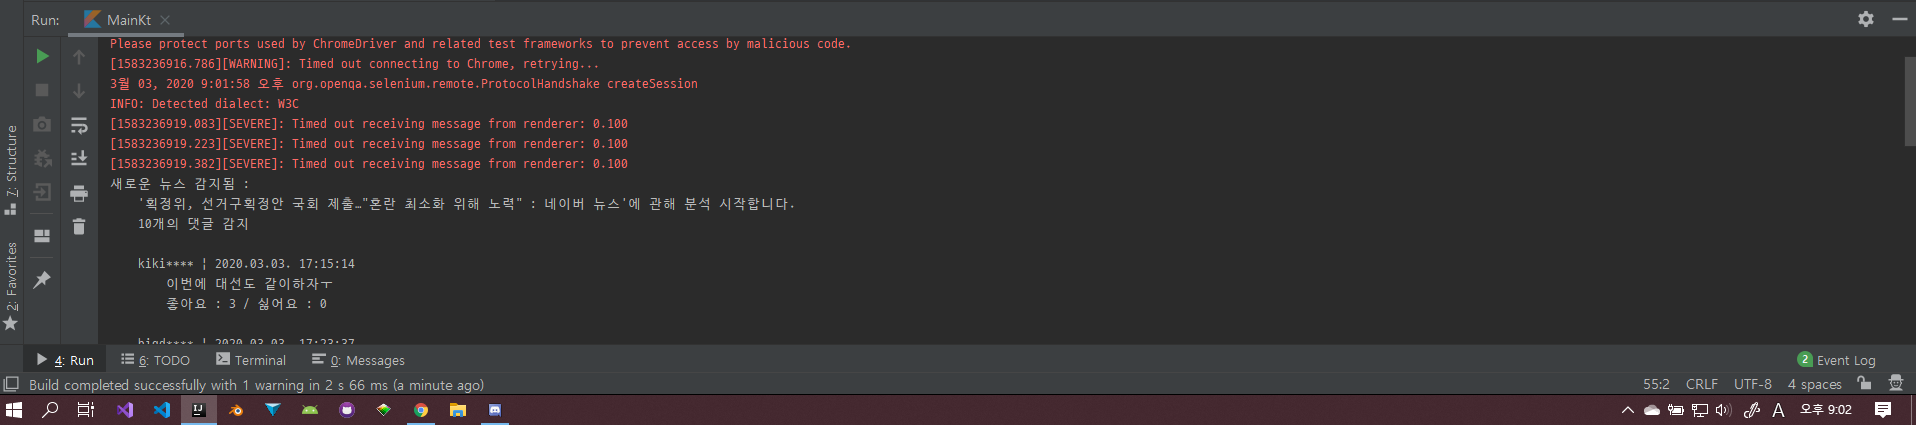 Run: MainKt
Please protect ports used by ChromeDriver and related test frameworks to prevent access by malicious code.
[1583236916.786][WARNING]: Timed out connecting to Chrome, retrying...
3월 03, 2020 9:01:58 오후 org.openqa.selenium.remote.ProtocolHandshake createSession
INFO: Detected dialect: W3C
[1583236919.083][SEVERE]: Timed out receiving message from renderer: 0.100
[1583236919.223][SEVERE]: Timed out receiving message from renderer: 0.100
[1583236919.382][SEVERE]: Timed out receiving message from renderer: 0.100
새로운 뉴스 감지됨 :
'획정위, 선거구획정안 국회 제출…"혼란 최소화 위해 노력" : 네이버 뉴스'에 관해 분석 시작합니다.
10개의 댓글 감지
kiki**** ¦ 2020.03.03. 17:15:14
이번에 대선도 같이하자ㅜ
좋아요 : 3 / 싫어요 : 0
¦ 2020.03.03. 17:23:37
7: Structure
2: Favorites
4: Run 6: TODO Terminal 0: Messages 2 Event Log
Build completed successfully with 1 warning in 2 s 66 ms (a minute ago) 55:2 CRLF UTF-8 4 spaces
IJ A 오후 9:02